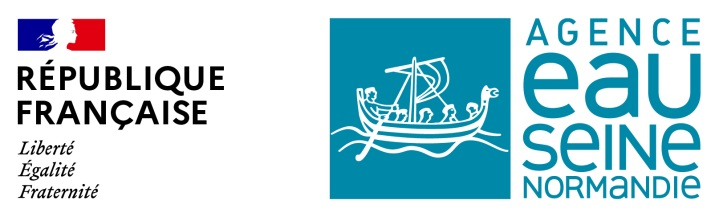 RÉPUBLIQUE
FRANÇAISE
Liberté
Égalité
Fraternité
AGENCE
eau
seine
NORMANDIE